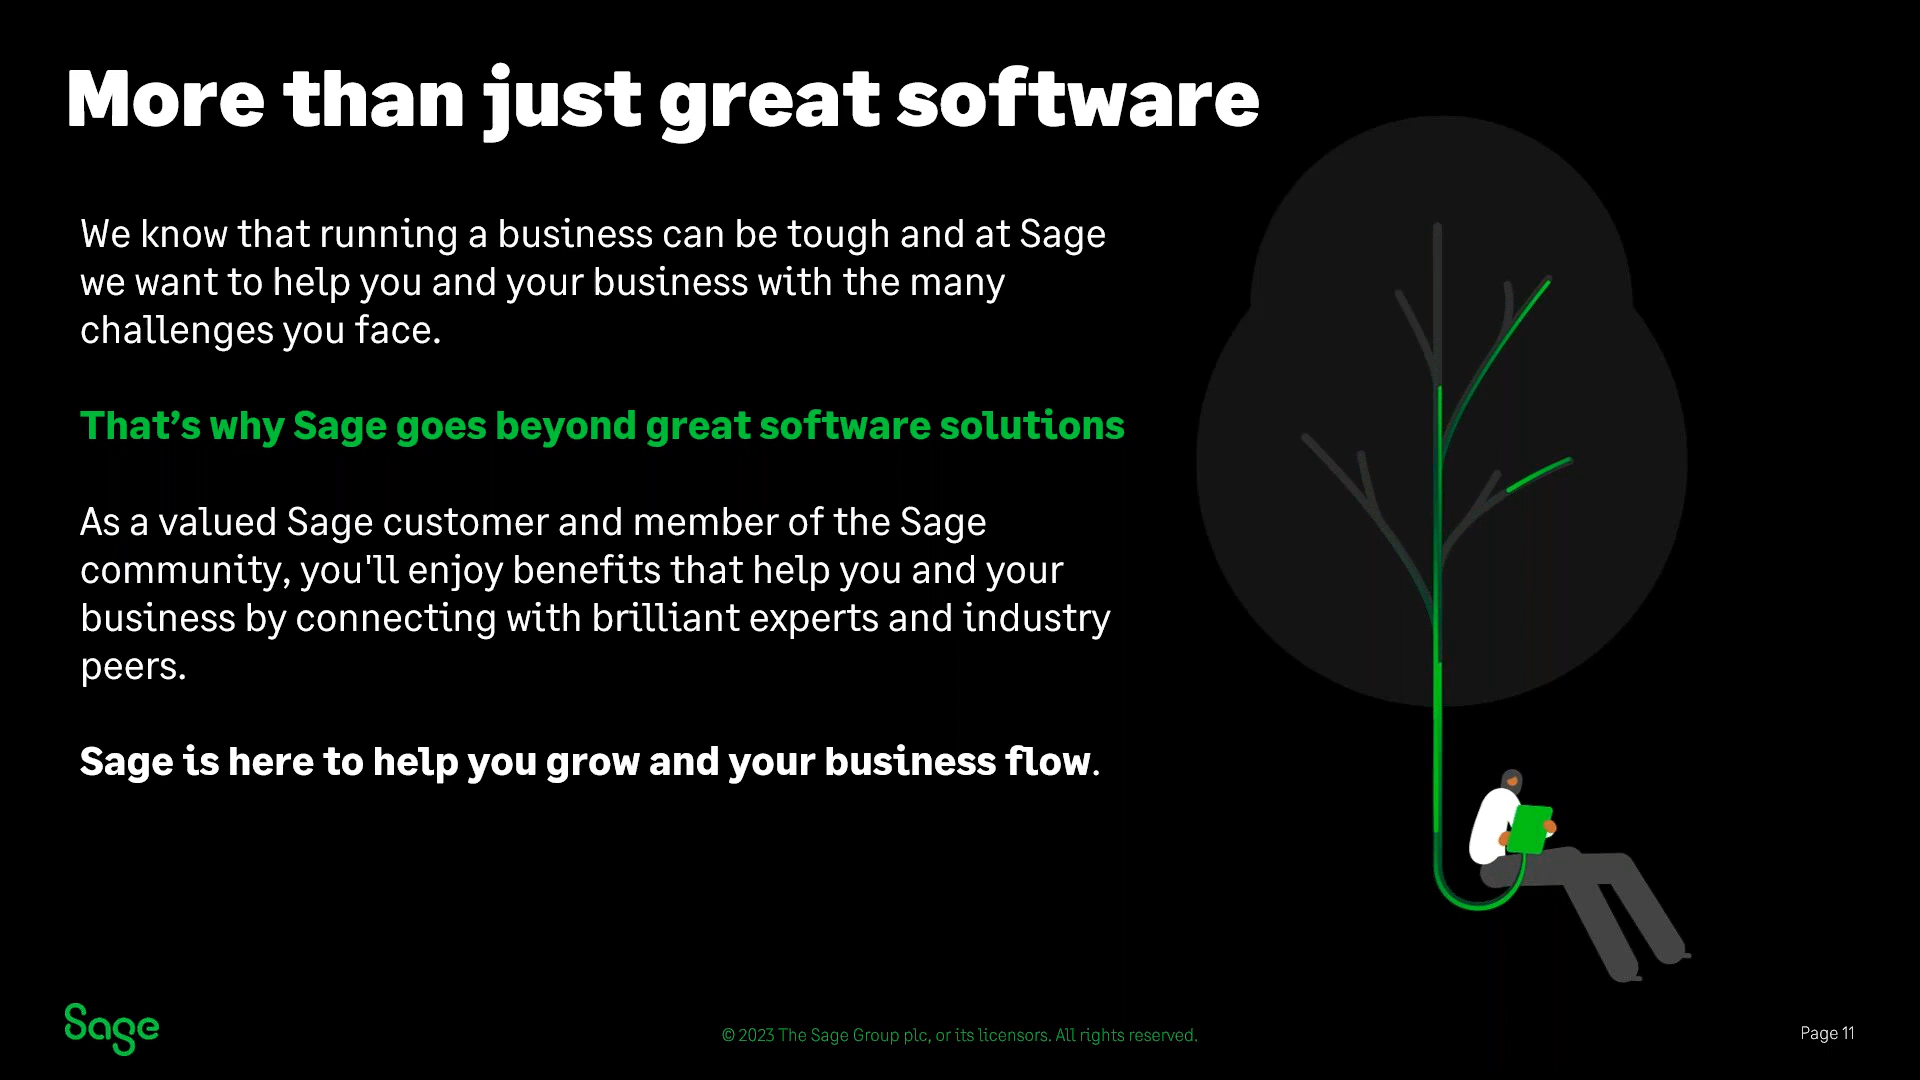 More than just great software
We know that running a business can be tough and at Sage
we want to help you and your business with the many
challenges you face.
That’s why Sage goes beyond great software solutions
As a valued Sage customer and member of the Sage
community, you'll enjoy benefits that help you and your
business by connecting with brilliant experts and industry
peers.
Sage is here to help you grow and your business flow.
Sage
© 2023 The Sage Group plc, or its licensors. All rights reserved.
Page 11